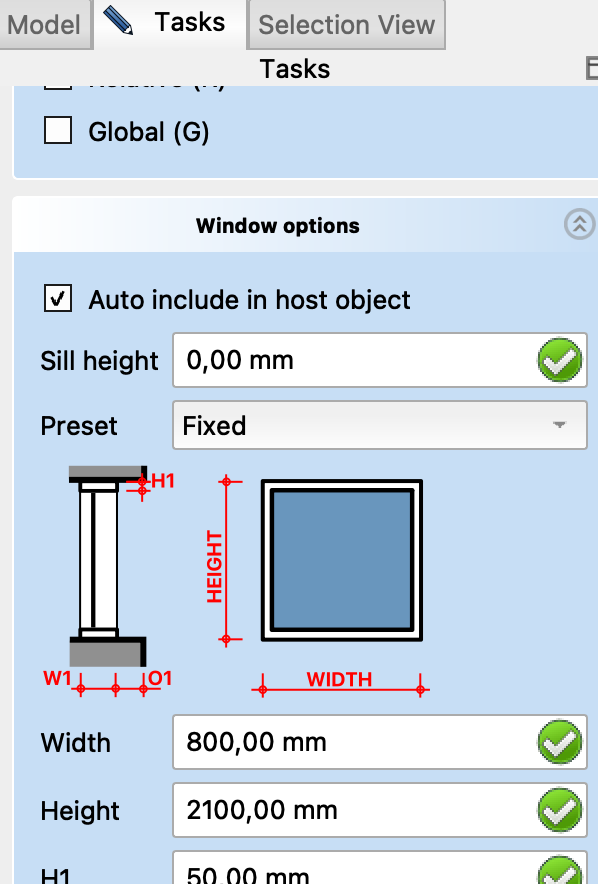 Model
Tasks
Selection View
Tasks
Relative (R)
Global (G)
Window options
Auto include in host object
Sill height
0,00 mm
Preset
Fixed
H1
HEIGHT
W1
O1
WIDTH
Width
800,00 mm
Height
2100,00 mm
H1
50,00 mm